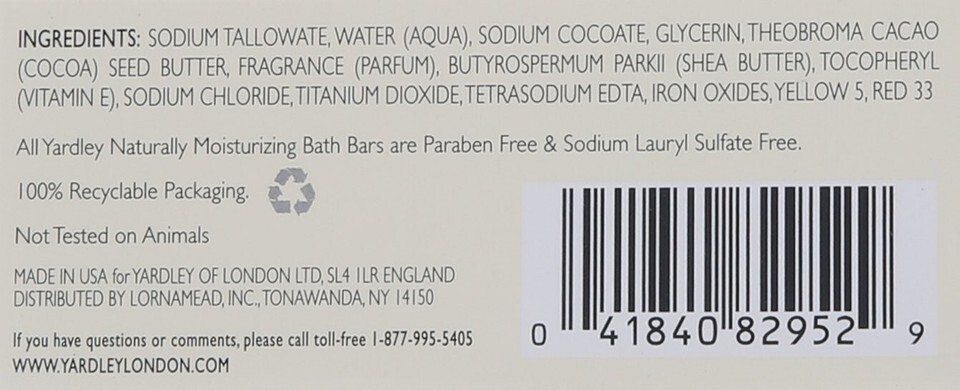 INGREDIENTS: SODIUM TALLOWATE, WATER (AQUA), SODIUM COCOATE, GLYCERIN, THEOBROMA CACAO
(COCOA) SEED BUTTER, FRAGRANCE (PARFUM), BUTYROSPERMUM PARKII (SHEA BUTTER), TOCOPHERYL
(VITAMIN E), SODIUM CHLORIDE, TITANIUM DIOXIDE, TETRASODIUM EDTA, IRON OXIDES, YELLOW 5, RED 33
All Yardley Naturally Moisturizing Bath Bars are Paraben Free & Sodium Lauryl Sulfate Free.
100% Recyclable Packaging.
Not Tested on Animals
MADE IN USA for YARDLEY OF LONDON LTD, SL4 1LR ENGLAND
DISTRIBUTED BY LORNAMEAD, INC., TONAWANDA, NY 14150
If you have questions or comments, please call toll-free 1-877-995-5405
WWW.YARDLEYLONDON.COM
0 41840 82952 9